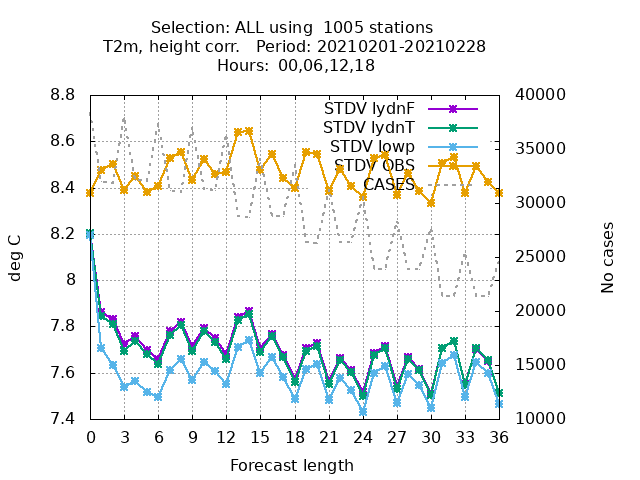 Selection: ALL using  1005 stations
T2m, height corr.   Period: 20210201-20210228
Hours:  00,06,12,18
8.8
8.6
8.4
8.2
8
7.8
7.6
7.4
deg C
40000
35000
30000
25000
20000
15000
10000
No cases
STDV lydnF
STDV lydnT
STDV lowp
STDV OBS
CASES
0 3 6 9 12 15 18 21 24 27 30 33 36
Forecast length